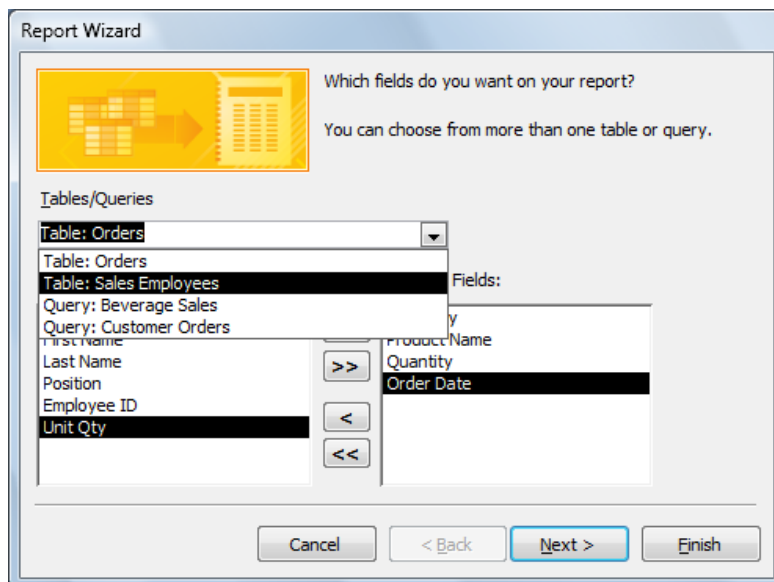 Report Wizard
Which fields do you want on your report?
You can choose from more than one table or query.
Tables/Queries
Table: Orders
Table: Orders
Table: Sales Employees
Query: Beverage Sales
Query: Customer Orders
Fields:
First Name
Last Name
Position
Employee ID
Unit Qty
>>
<
<<
Product Name
Quantity
Order Date
Cancel
< Back
Next >
Finish